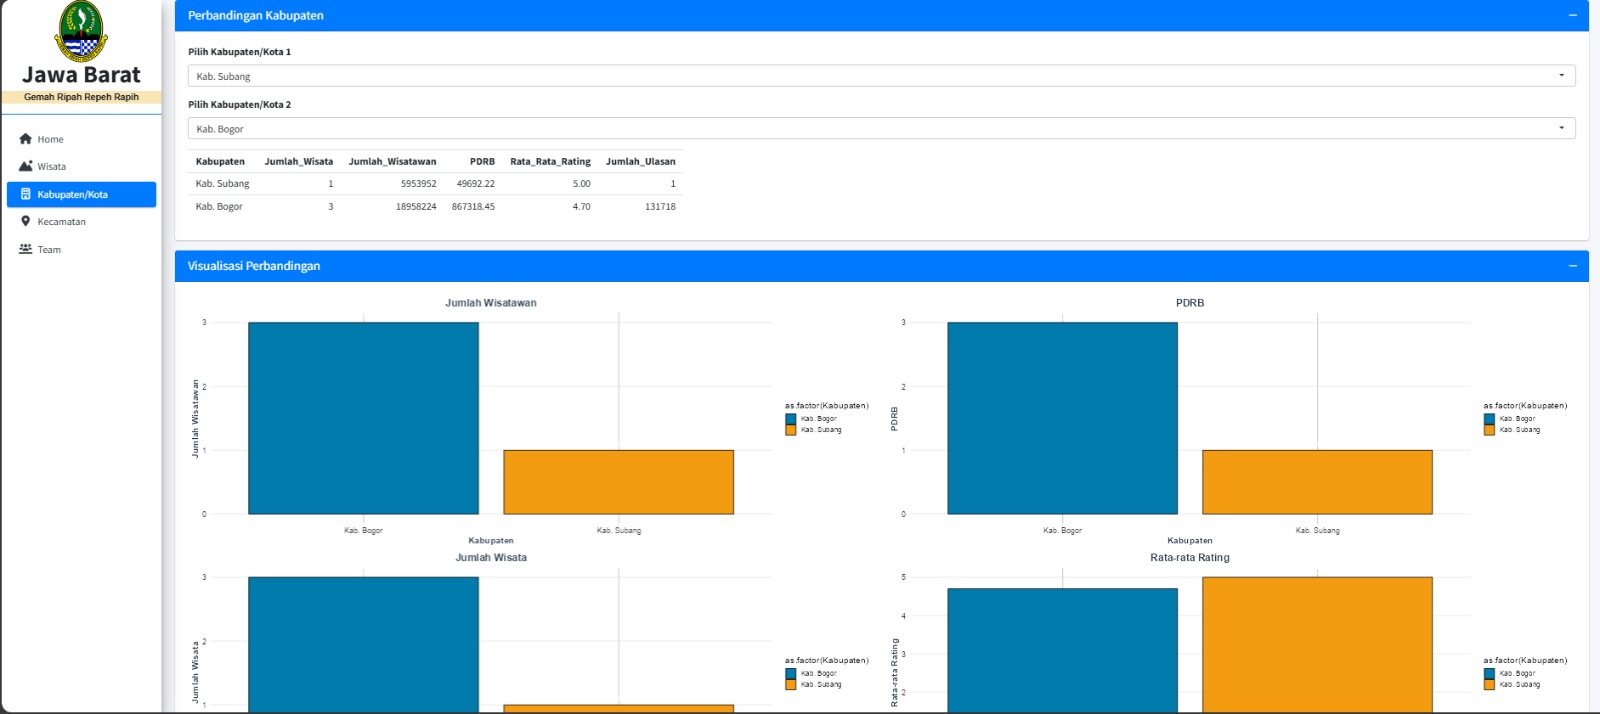 Jawa Barat
Gemah Ripah Repeh Rapih
Home
Wisata
Kabupaten/Kota
Kecamatan
Team
Perbandingan Kabupaten
Pilih Kabupaten/Kota 1
Kab. Subang
Pilih Kabupaten/Kota 2
Kab. Bogor
Kabupaten Jumlah_Wisata Jumlah_Wisatawan PDRB Rata_Rata_Rating Jumlah_Ulasan
Kab. Subang 1 5953952 49692.22 5.00 1
Kab. Bogor 3 18958224 867318.45 4.70 131718
Visualisasi Perbandingan
Jumlah Wisatawan
Jumlah Wisatawan
3
2
1
0
Kab. Bogor Kab. Subang
Kabupaten
as.factor(Kabupaten)
Kab. Bogor
Kab. Subang
PDRB
PDRB
3
2
1
0
Kab. Bogor Kab. Subang
Kabupaten
as.factor(Kabupaten)
Kab. Bogor
Kab. Subang
Jumlah Wisata
Jumlah Wisata
3
2
1
as.factor(Kabupaten)
Kab. Bogor
Kab. Subang
Rata-rata Rating
Rata-rata Rating
5
4
3
2
as.factor(Kabupaten)
Kab. Bogor
Kab. Subang